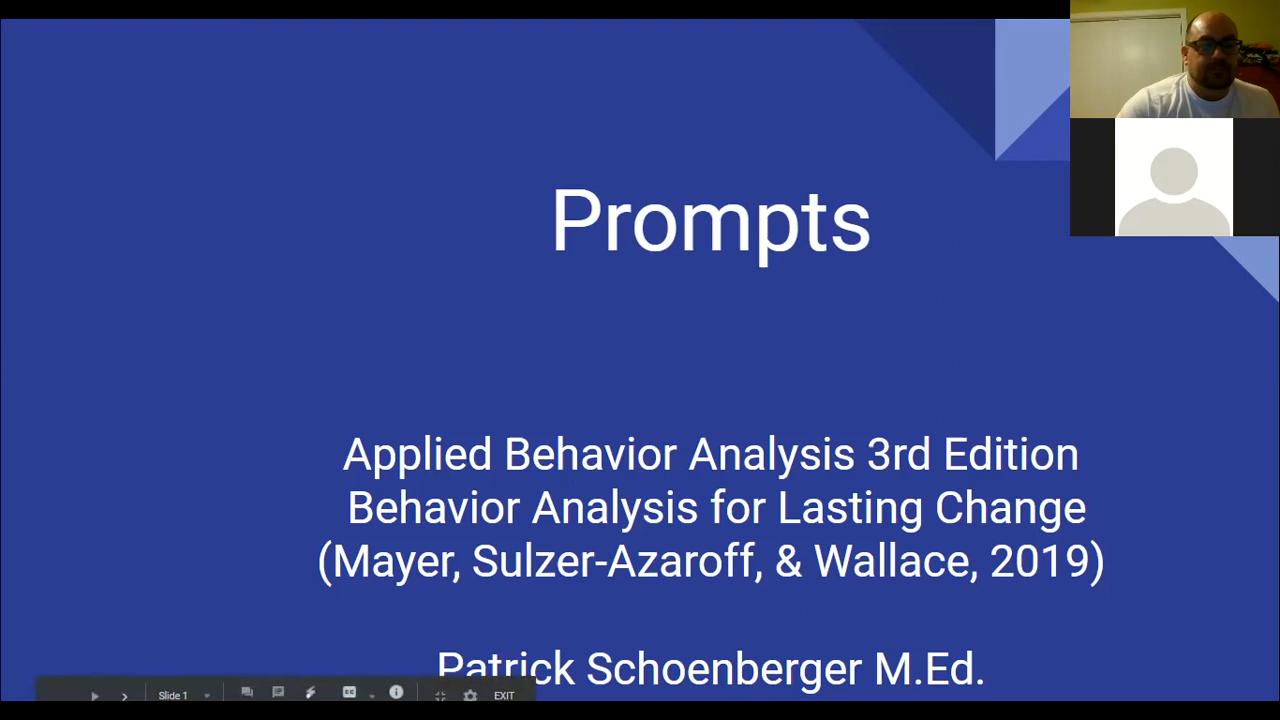 Prompts
Applied Behavior Analysis 3rd Edition
Behavior Analysis for Lasting Change
(Mayer, Sulzer-Azaroff, & Wallace, 2019)
Patrick Schoenberger M.Ed.
Slide 1
CC
EXIT